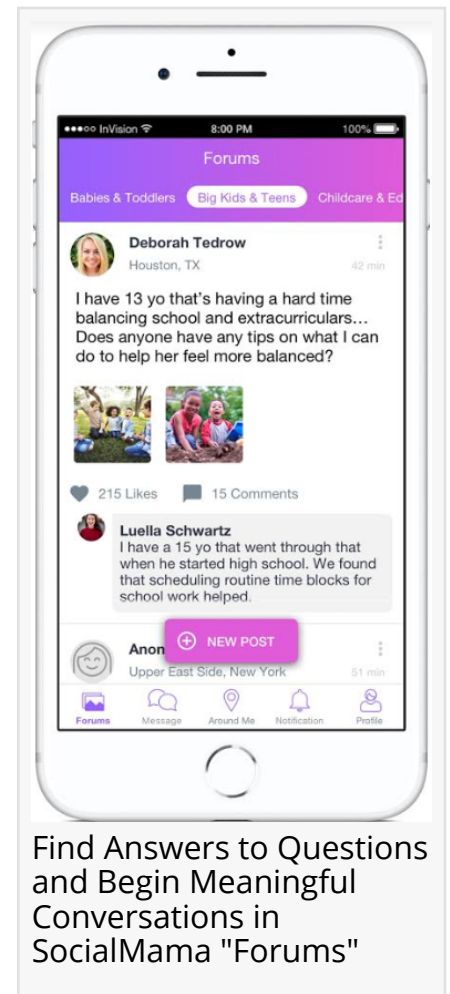 InVision 8:00 PM 100%
Forums
Babies & Toddlers Big Kids & Teens Childcare & Ed
Deborah Tedrow
Houston, TX 42 min
I have 13 yo that's having a hard time
balancing school and extracurriculars...
Does anyone have any tips on what I can
do to help her feel more balanced?
215 Likes 15 Comments
Luella Schwartz
I have a 15 yo that went through that
when he started high school. We found
that scheduling routine time blocks for
school work helped.
Anon
NEW POST
Upper East Side, New York 51 min
Forums Message Around Me Notification Profile
Find Answers to Questions
and Begin Meaningful
Conversations in
SocialMama "Forums"